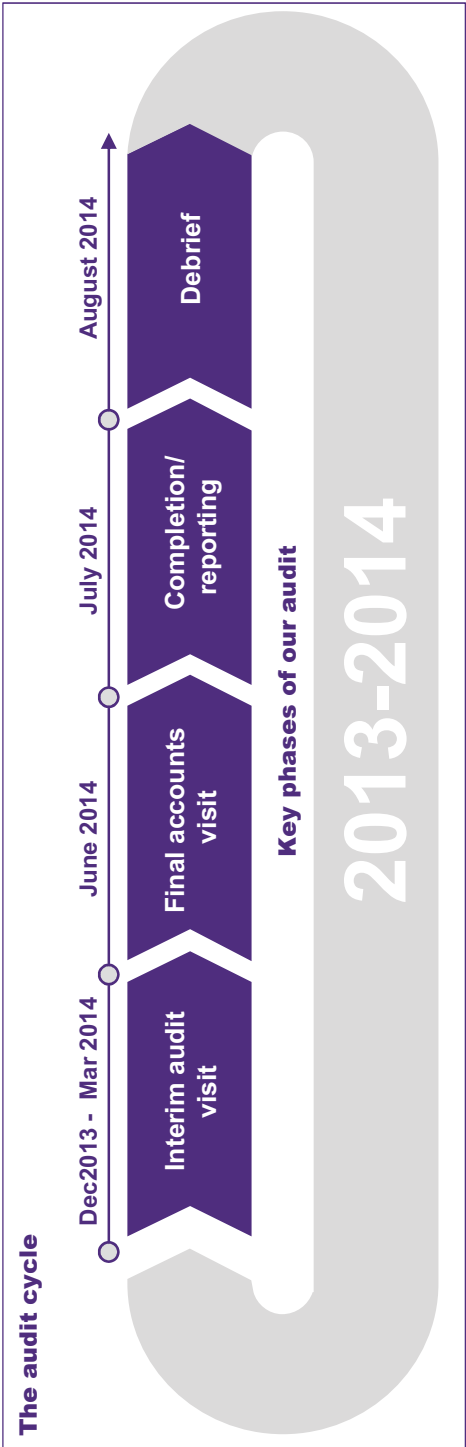 The audit cycle
Dec2013 - Mar 2014
June 2014
July 2014
August 2014
Interim audit
visit
Final accounts
visit
Completion/
reporting
Debrief
Key phases of our audit
2013-2014